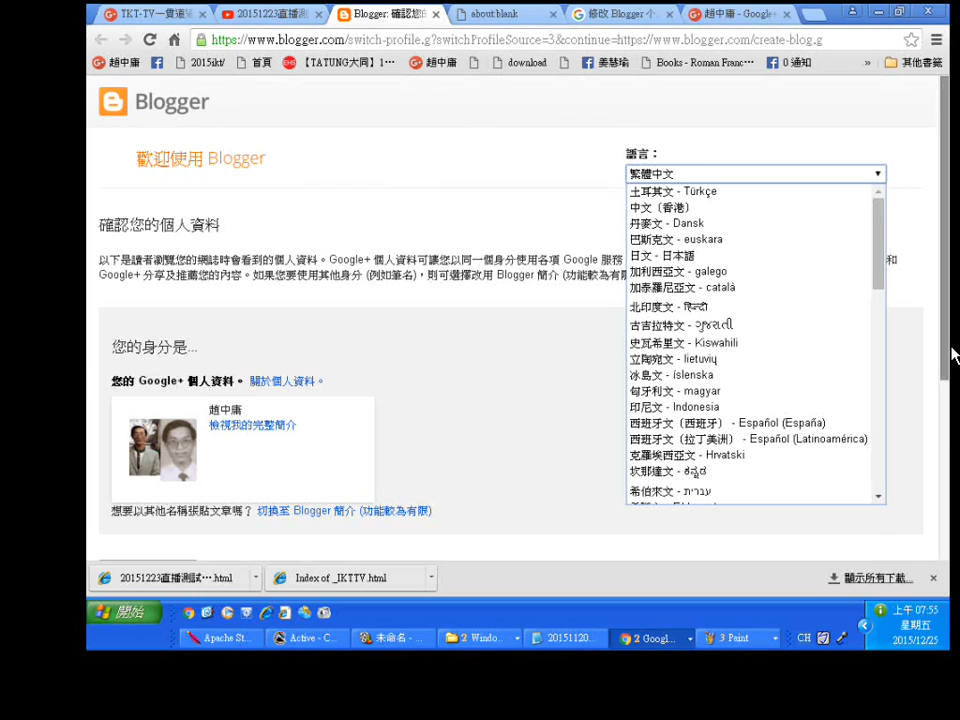 TKT-TV一貫道
20151223直播測
Blogger: 確認您的
about:blank
修改 Blogger 小
趙中庸 - Google+
https://www.blogger.com/switch-profile.g?switchProfileSource=3&continue=https://www.blogger.com/create-blog.g
趙中庸
2015ikt/
首頁
【TATUNG大同】1⋯
趙中庸
download
姜慧瑜
Books - Roman Franc⋯
0 通知
»
其他書籤
Blogger
歡迎使用 Blogger
語言：
繁體中文
土耳其文 - Türkçe
中文（香港）
丹麥文 - Dansk
巴斯克文 - euskara
日文 - 日本語
加利西亞文 - galego
加泰羅尼亞文 - català
北印度文 - हिन्दी
古吉拉特文 - ગુજરાતી
史瓦希里文 - Kiswahili
立陶宛文 - lietuvių
冰島文 - íslenska
匈牙利文 - magyar
印尼文 - Indonesia
西班牙文（西班牙） - Español (España)
西班牙文（拉丁美洲） - Español (Latinoamérica)
克羅埃西亞文 - Hrvatski
坎那達文 - ಕನ್ನಡ
希伯來文 - עברית
確認您的個人資料
以下是讀者瀏覽您的網誌時會看到的個人資料。Google+ 個人資料可讓您以同一個身分使用各項 Google 服務 和
Google+ 分享及推薦您的內容。如果您要使用其他身分 (例如筆名)，則可選擇改用 Blogger 簡介 (功能較為有限
您的身分是...
您的 Google+ 個人資料。 關於個人資料。
趙中庸
檢視我的完整簡介
想要以其他名稱張貼文章嗎？ 切換至 Blogger 簡介 (功能較為有限)
20151223直播測試⋯.html
Index of _IKTTV.html
顯示所有下載...
開始
上午 07:55
星期五
2015/12/25
Apache St...
Active - C...
未命名 - ...
2 Windo...
20151120...
2 Googl...
3 Paint
CH